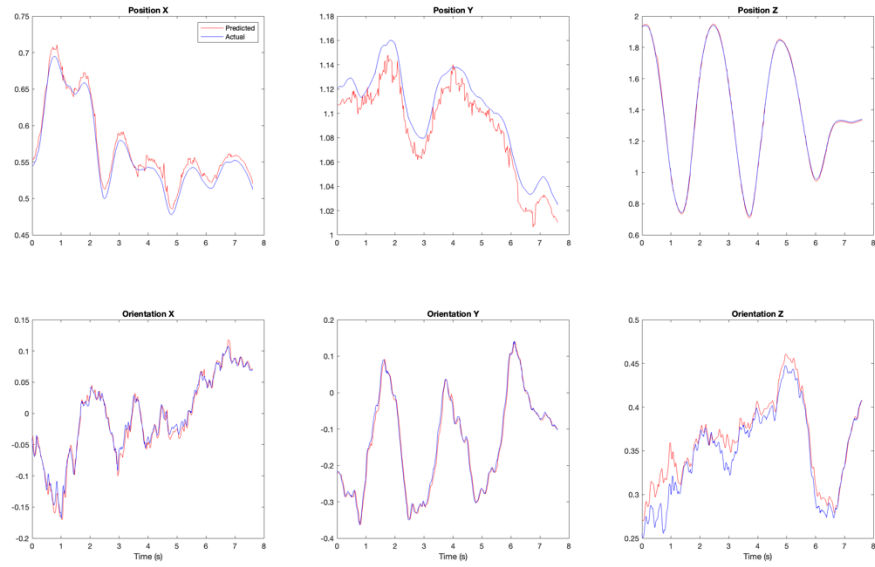 Position X
Position Y
Position Z
0.75
0.7
0.65
0.6
0.55
0.5
0.45
Predicted
Actual
0 1 2 3 4 5 6 7 8
1.18
1.16
1.14
1.12
1.1
1.08
1.06
1.04
1.02
1
0 1 2 3 4 5 6 7 8
2
1.8
1.6
1.4
1.2
1
0.8
0.6
0 1 2 3 4 5 6 7 8
Orientation X
Orientation Y
Orientation Z
0.15
0.1
0.05
0
-0.05
-0.1
-0.15
-0.2
0 1 2 3 4 5 6 7 8
Time (s)
0.2
0.1
0
-0.1
-0.2
-0.3
-0.4
0 1 2 3 4 5 6 7 8
Time (s)
0.5
0.45
0.4
0.35
0.3
0.25
0 1 2 3 4 5 6 7 8
Time (s)